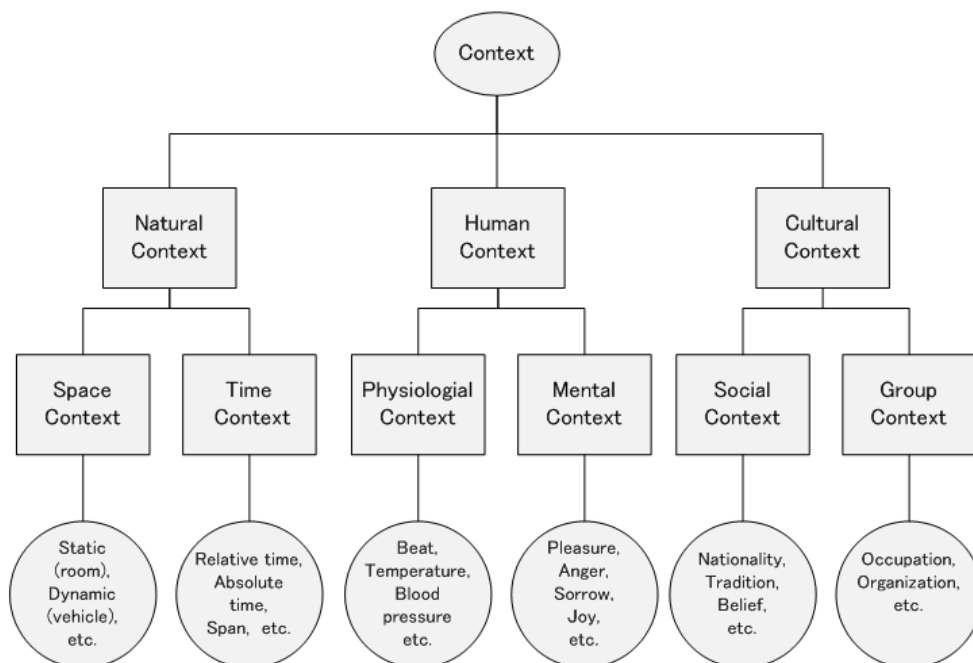 Context
Natural
Context
Human
Context
Cultural
Context
Space
Context
Time
Context
Physiologial
Context
Mental
Context
Social
Context
Group
Context
Static
(room),
Dynamic
(vehicle),
etc.
Relative time,
Absolute
time,
Span, etc.
Beat,
Temperature,
Blood
pressure
etc.
Pleasure,
Anger,
Sorrow,
Joy,
etc.
Nationality,
Tradition,
Belief,
etc.
Occupation,
Organization,
etc.